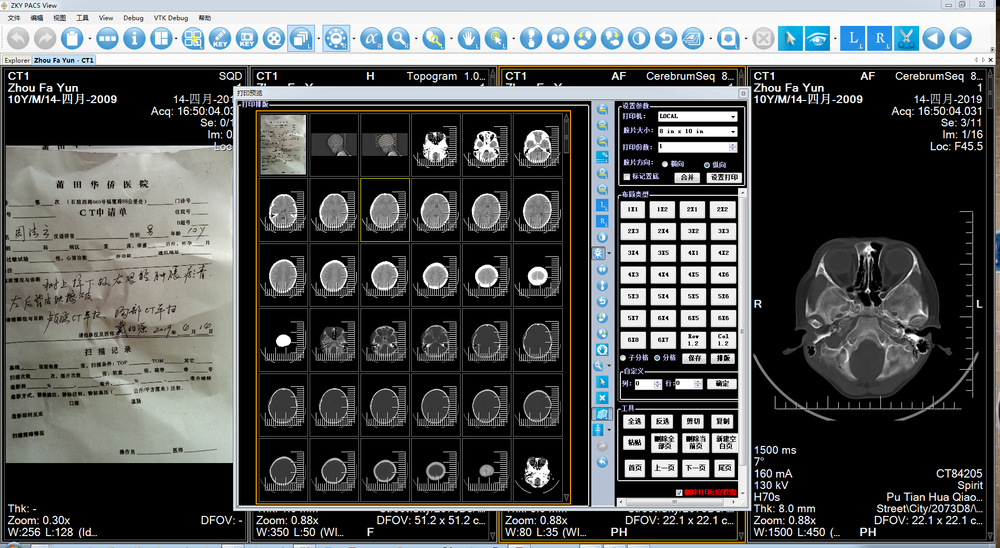 ZKY PACS View
文件 编辑 视图 工具 View Debug VTK Debug 帮助
KEY KEY
Explorer Zhou Fa Yun - CT1
CT1 SQD
Zhou Fa Yun
10Y/M/14-四月-2009
14-四月-201
Acq: 16:50:04.03
Se: 0/1
Im: 0
Loc
莆田华侨医院
第 次 (石庭西路869号福厦路88公里处) 门诊号
号 CT申请单 住院号
B超号
名 周法云 汉语拼音 性别 男 年龄 10Y
别 科 病区 室 床, 体重 公斤, 怀孕 月
过敏试验 性, 心肾功能 肝功能 通讯地址
注
临床情况与诊断 树上摔下致右眼眶肿胀瘀青.
左后背皮肤擦破
请检部位与目的 颅脑CT平扫、胸部CT平扫
请检单位及医师 2019年 4月 14日
扫描记录
基线 层面角度 度, 扫描条件: TOP TOM 其它
扫描次数 次, 摄片次数 张, 软盘 张, 磁带 卷 号
造影剂 % , 毫升, % , 毫升稀释
造影方式, 静脉滴注, 静脉注射, 静脉高压 ( 公斤/平方厘米) 注射.
口服 灌肠
造影即时反应
扫描简略情况
操作员 医师
Thk: -
Zoom: 0.30x DFOV: -
W:256 L:128 (Id...
CT1 H Topogram 1.0...
Zoom: 0.88x DFOV: 51.2 x 51.2 c...
W:350 L:50 (Wl... F
CT1 AF CerebrumSeq 8...
Zoom: 0.88x DFOV: 22.1 x 22.1 c...
W:80 L:35 (Wl... PH
打印预览
打印排版
设置参数
打印机: LOCAL
胶片大小: 8 in x 10 in
打印份数: 1
胶片方向: 横向 纵向
标记置底 合并 设置打印
布局类型
1X1 1X2 2X1 2X2
2X3 2X4 3X2 3X3
3X4 3X5 4X1 4X2
4X3 4X4 4X5 4X6
5X3 5X4 5X5 5X6
5X7 6X4 6X5 6X6
6X8 6X7 Row 1.2 Col 1.2
子分格 分格 保存 排版
自定义
列: 0 行: 0 确定
工具
全选 反选 剪切 复制
粘贴 删除全部页 删除当前页 新建空白页
首页 上一页 下一页 尾页
删除打印过的图像
CT1 AF CerebrumSeq 8...
Zhou Fa Yun 1
10Y/M/14-四月-2009 14-四月-2019
Acq: 16:50:04.031
Se: 3/11
Im: 1/16
Loc: F45.5
R L
1500 ms
7°
160 mA CT84205
130 kV Spirit
H70s Pu Tian Hua Qiao...
Thk: 8.0 mm Street\City/2073D8/\...
Zoom: 0.88x DFOV: 22.1 x 22.1 c...
W:1500 L:450 (... PH